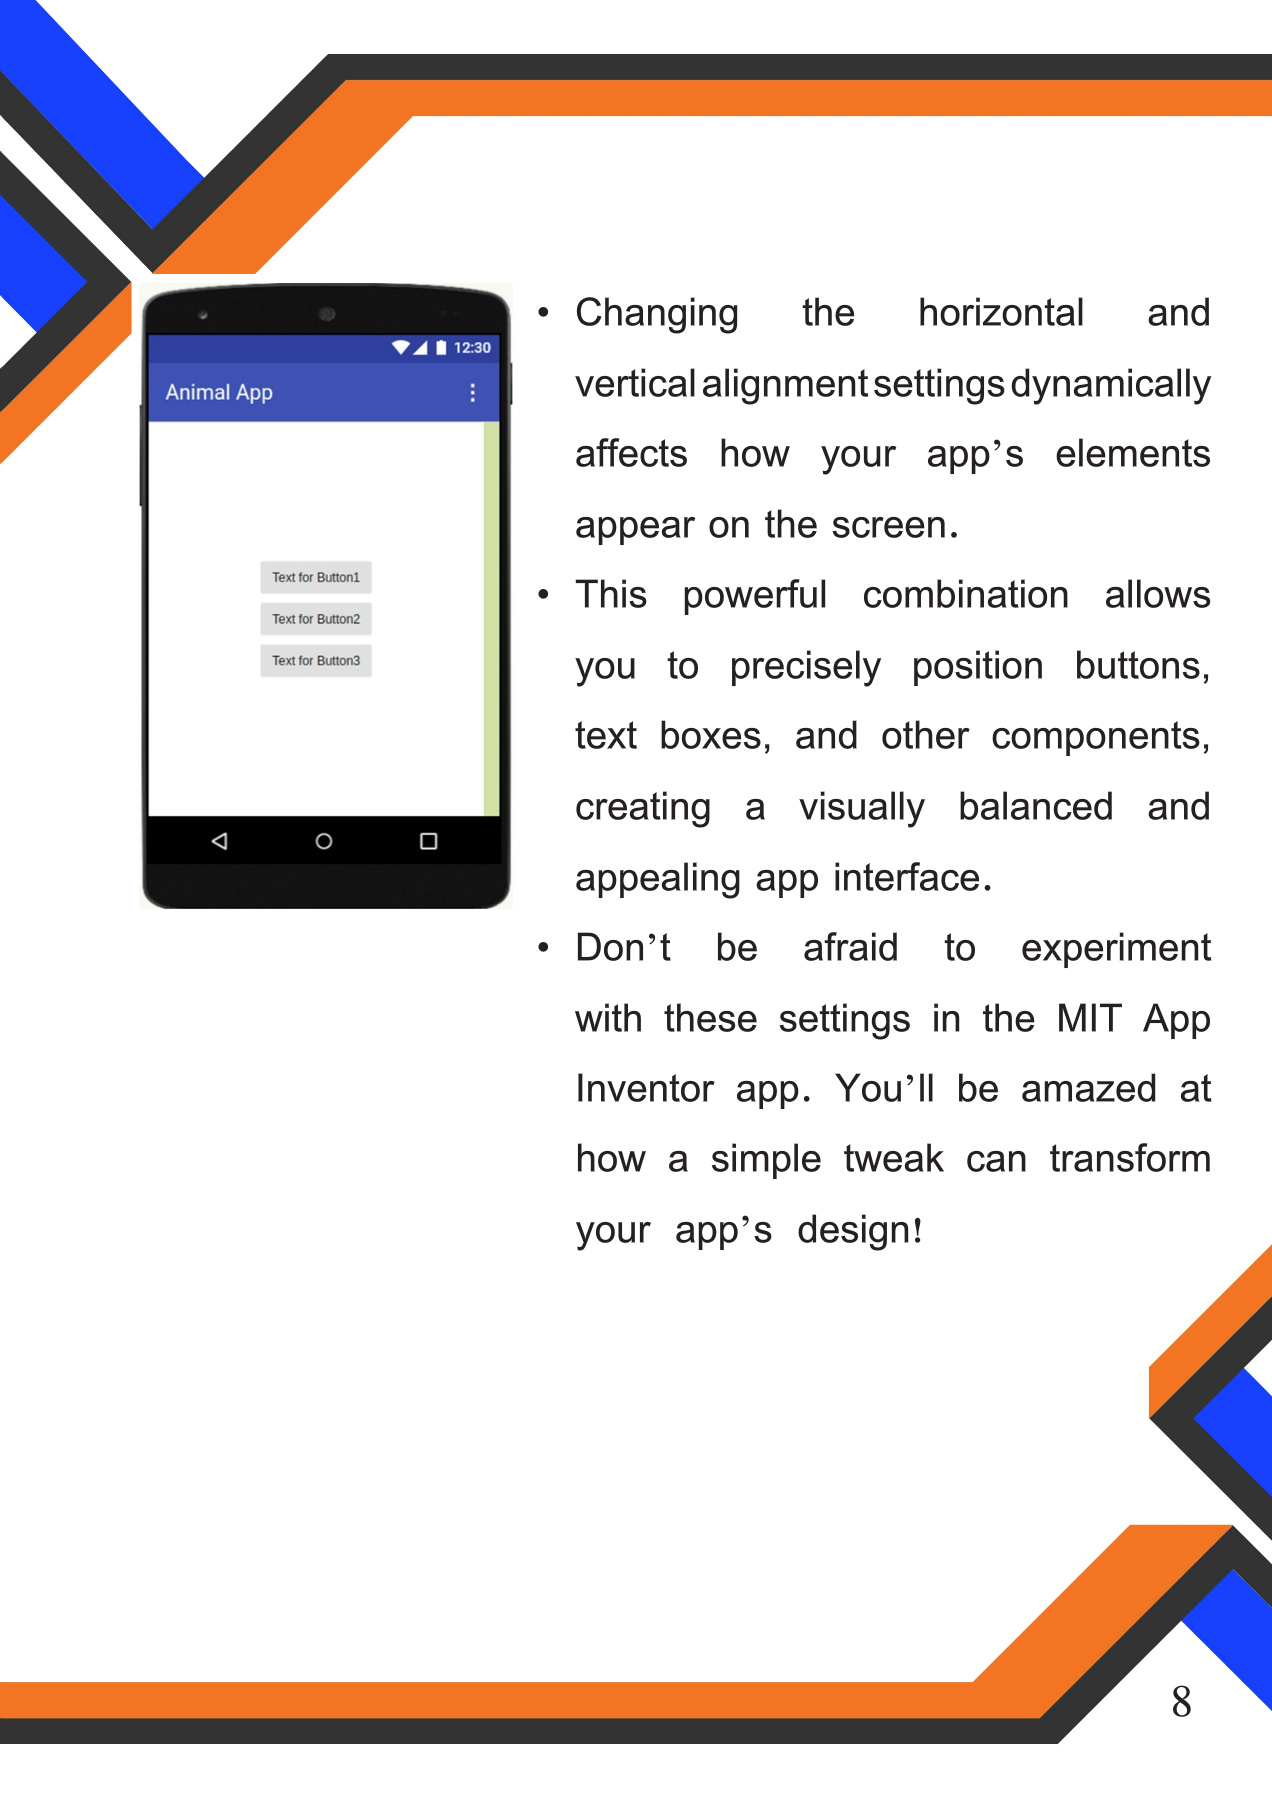 12:30
Animal App
Text for Button1
Text for Button2
Text for Button3
• Changing the horizontal and
vertical alignment settings dynamically
affects how your app’s elements
appear on the screen.
• This powerful combination allows
you to precisely position buttons,
text boxes, and other components,
creating a visually balanced and
appealing app interface.
• Don’t be afraid to experiment
with these settings in the MIT App
Inventor app. You’ll be amazed at
how a simple tweak can transform
your app’s design!
8